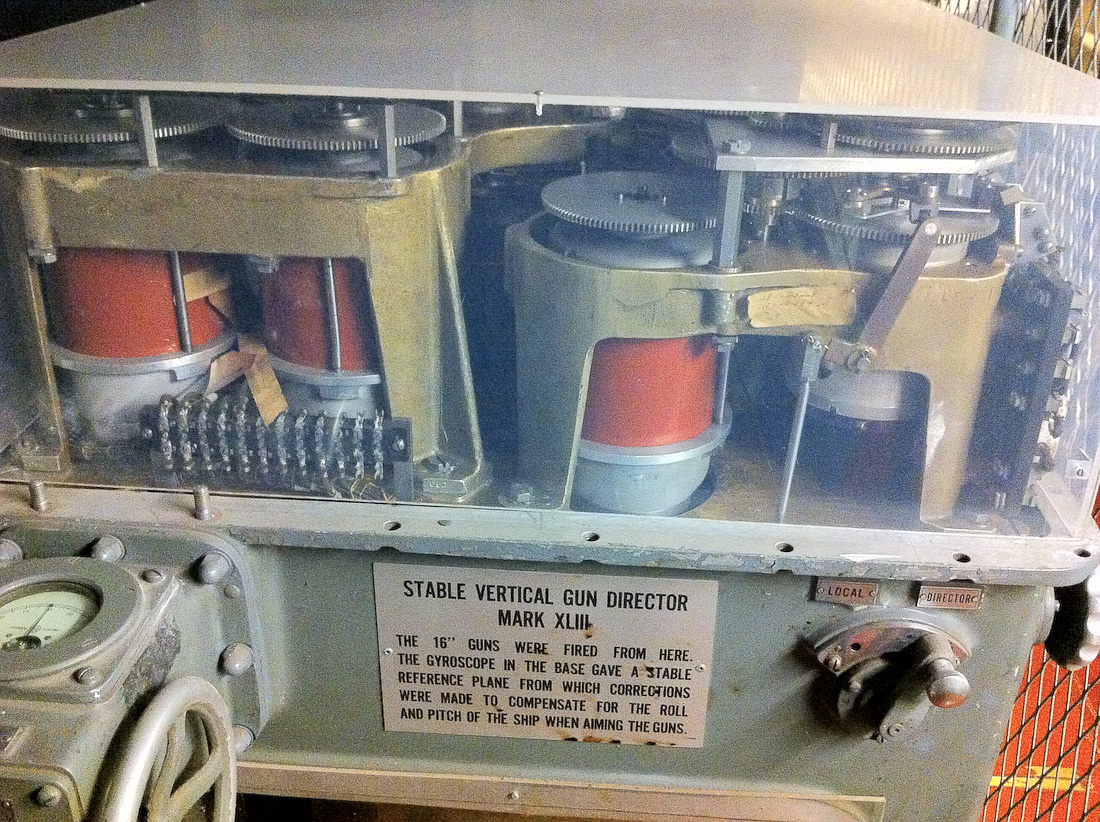 STABLE VERTICAL GUN DIRECTOR
MARK XLIII
THE 16" GUNS WERE FIRED FROM HERE.
THE GYROSCOPE IN THE BASE GAVE A STABLE
REFERENCE PLANE FROM WHICH CORRECTIONS
WERE MADE TO COMPENSATE FOR THE ROLL
AND PITCH OF THE SHIP WHEN AIMING THE GUNS.
LOCAL
DIRECTOR